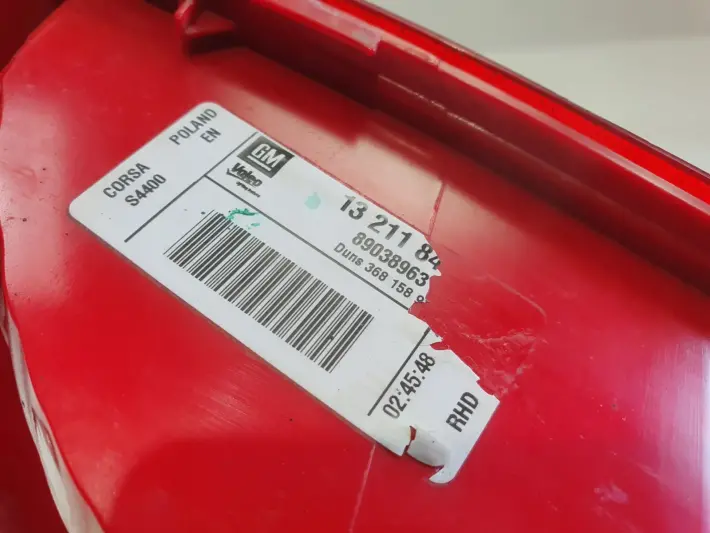 CORSA POLAND
S4400 EN
GM
Valeo
13 211 84
89038963
Duns 368 158
02:45:48
RHD